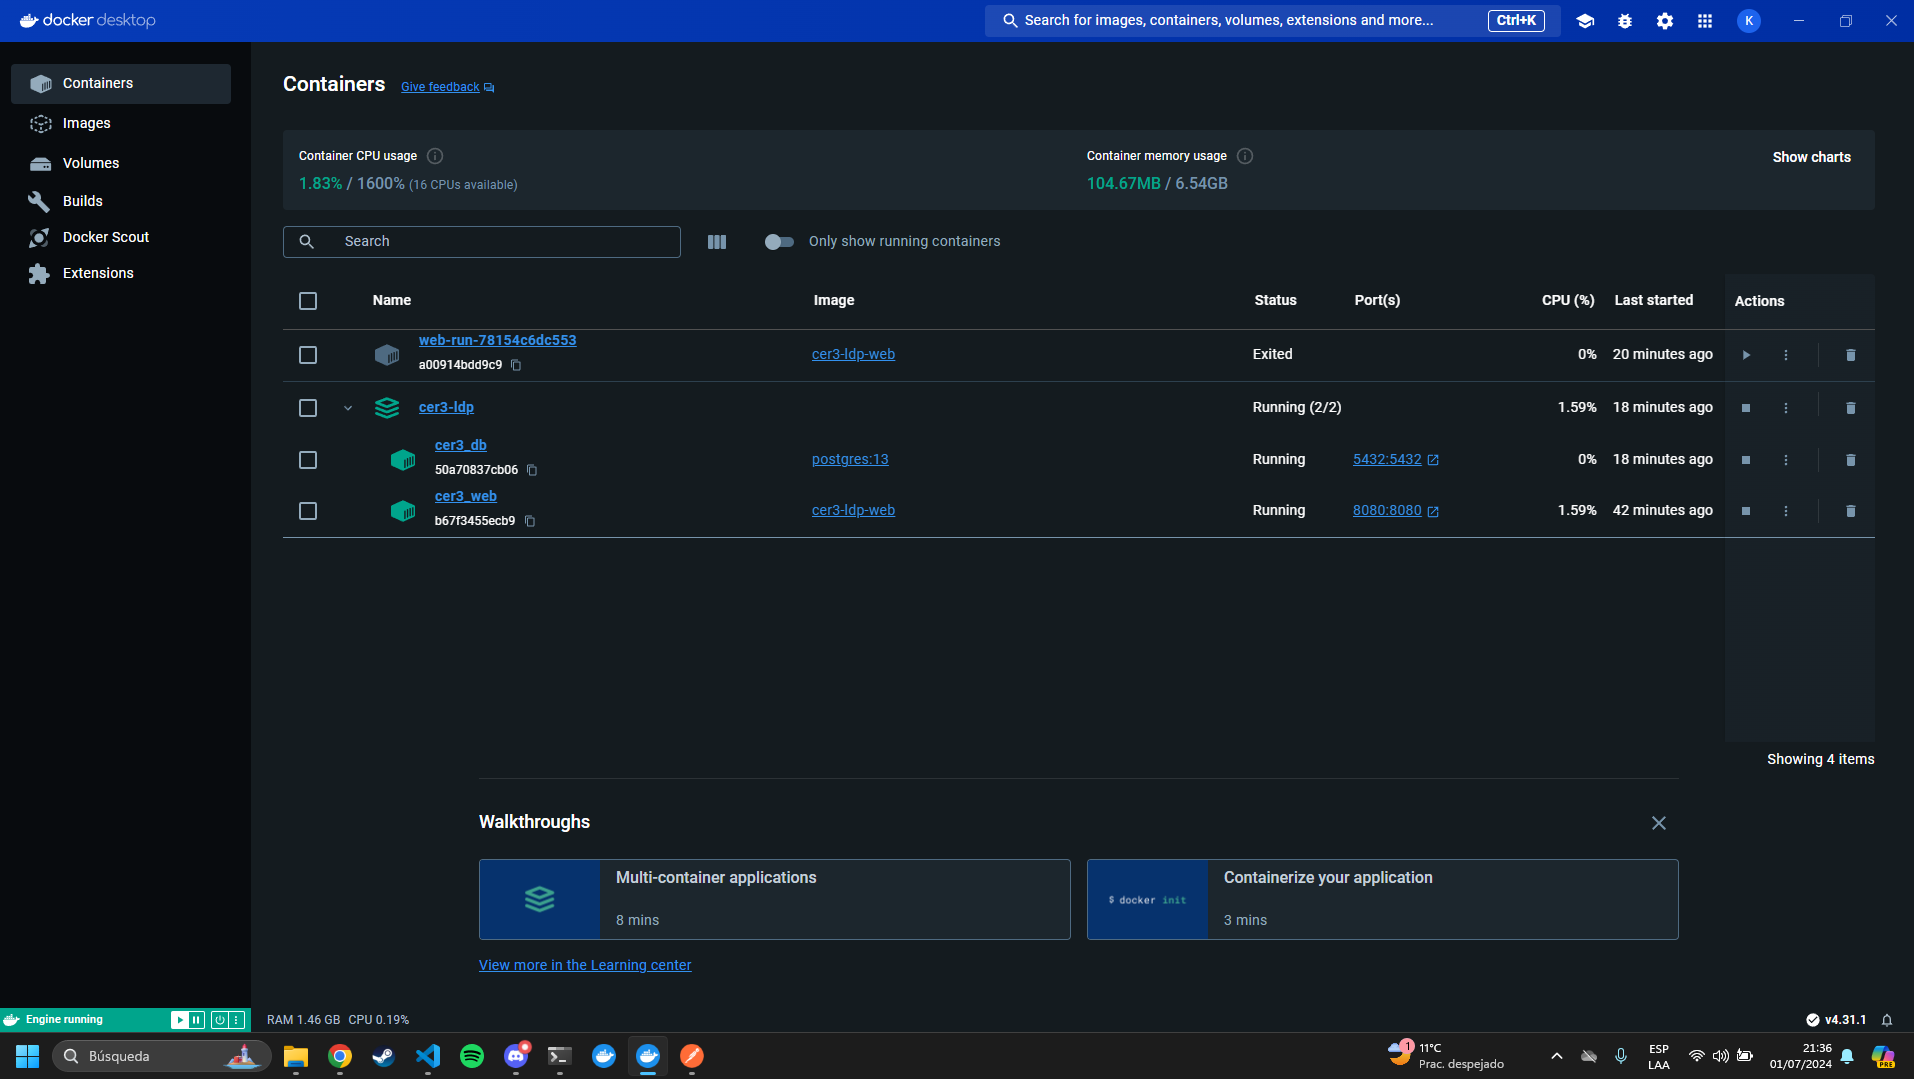 docker desktop
Search for images, containers, volumes, extensions and more... Ctrl+K K
Containers
Images
Volumes
Builds
Docker Scout
Extensions
Containers Give feedback
Container CPU usage
1.83% / 1600% (16 CPUs available)
Container memory usage
104.67MB / 6.54GB
Show charts
Search
Only show running containers
Name Image Status Port(s) CPU (%) Last started Actions
web-run-78154c6dc553
a00914bdd9c9
cer3-ldp-web Exited 0% 20 minutes ago
cer3-ldp Running (2/2) 1.59% 18 minutes ago
cer3_db
50a70837cb06
postgres:13 Running 5432:5432 0% 18 minutes ago
cer3_web
b67f3455ecb9
cer3-ldp-web Running 8080:8080 1.59% 42 minutes ago
Showing 4 items
Walkthroughs
Multi-container applications
8 mins
$ docker init
Containerize your application
3 mins
View more in the Learning center
Engine running
RAM 1.46 GB CPU 0.19%
v4.31.1
Búsqueda
1
11°C
Prac. despejado
ESP
LAA
21:36
01/07/2024
PRE